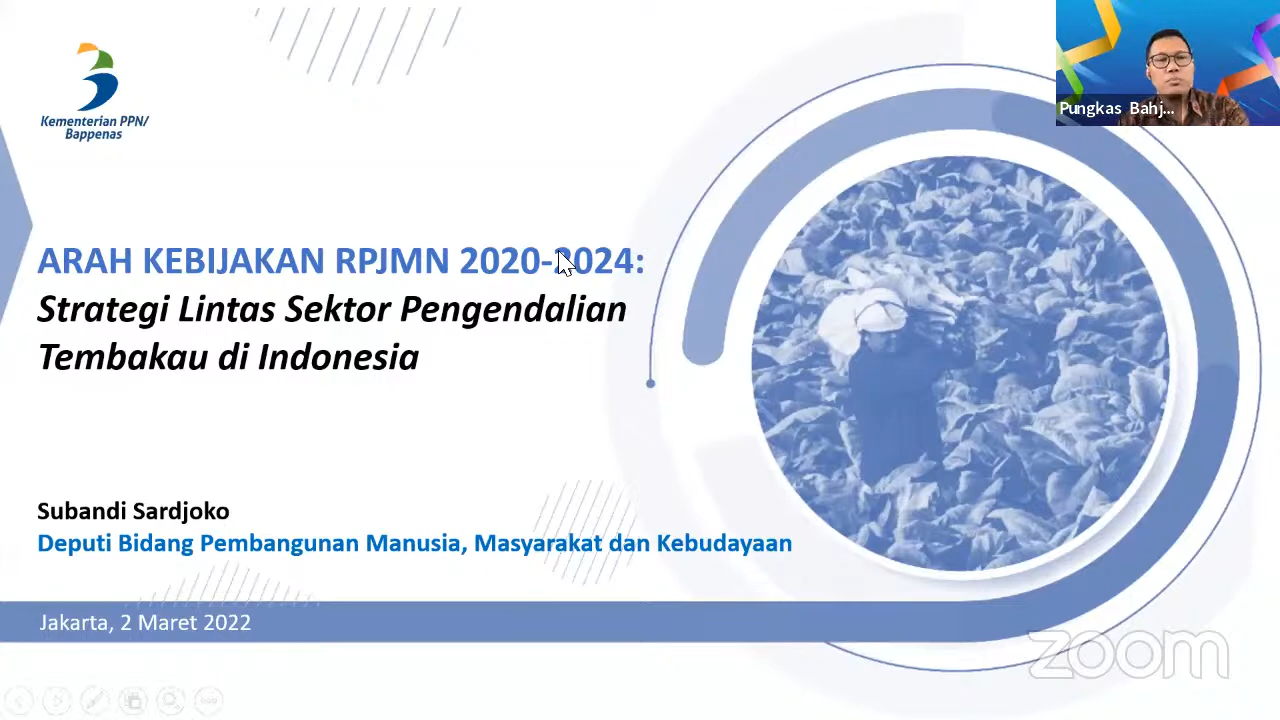 Kementerian PPN/
Bappenas
Pungkas Bahj...
ARAH KEBIJAKAN RPJMN 2020-2024:
Strategi Lintas Sektor Pengendalian
Tembakau di Indonesia
Subandi Sardjoko
Deputi Bidang Pembangunan Manusia, Masyarakat dan Kebudayaan
Jakarta, 2 Maret 2022
zoom